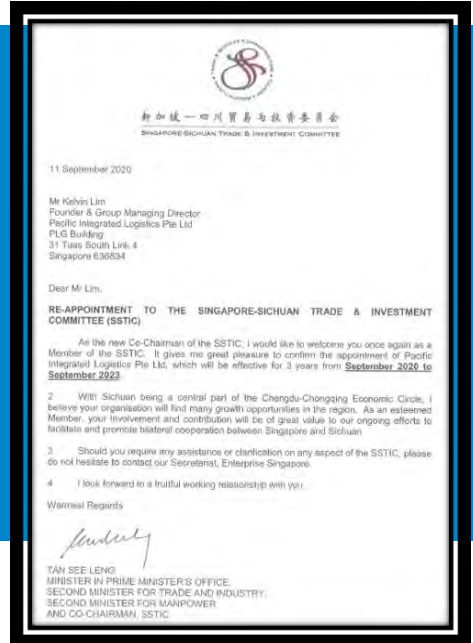 新加坡—四川贸易与投资委员会
SINGAPORE-SICHUAN TRADE & INVESTMENT COMMITTEE
11 September 2020
Mr Kelvin Lim
Founder & Group Managing Director
Pacific Integrated Logistics Pte Ltd
PLG Building
31 Tuas South Link 4
Singapore 636834
Dear Mr Lim,
RE-APPOINTMENT TO THE SINGAPORE-SICHUAN TRADE & INVESTMENT
COMMITTEE (SSTIC)
As the new Co-Chairman of the SSTIC, I would like to welcome you once again as a
Member of the SSTIC. It gives me great pleasure to confirm the appointment of Pacific
Integrated Logistics Pte Ltd, which will be effective for 3 years from September 2020 to
September 2023.
2 With Sichuan being a central part of the Chengdu-Chongqing Economic Circle, I
believe your organisation will find many growth opportunities in the region. As an esteemed
Member, your involvement and contribution will be of great value to our ongoing efforts to
facilitate and promote bilateral cooperation between Singapore and Sichuan
3 Should you require any assistance or clarification on any aspect of the SSTIC, please
do not hesitate to contact our Secretariat, Enterprise Singapore.
4 I look forward to a fruitful working relationship with you.
Warmest Regards
TAN SEE LENG
MINISTER IN PRIME MINISTER'S OFFICE,
SECOND MINISTER FOR TRADE AND INDUSTRY,
SECOND MINISTER FOR MANPOWER
AND CO-CHAIRMAN, SSTIC